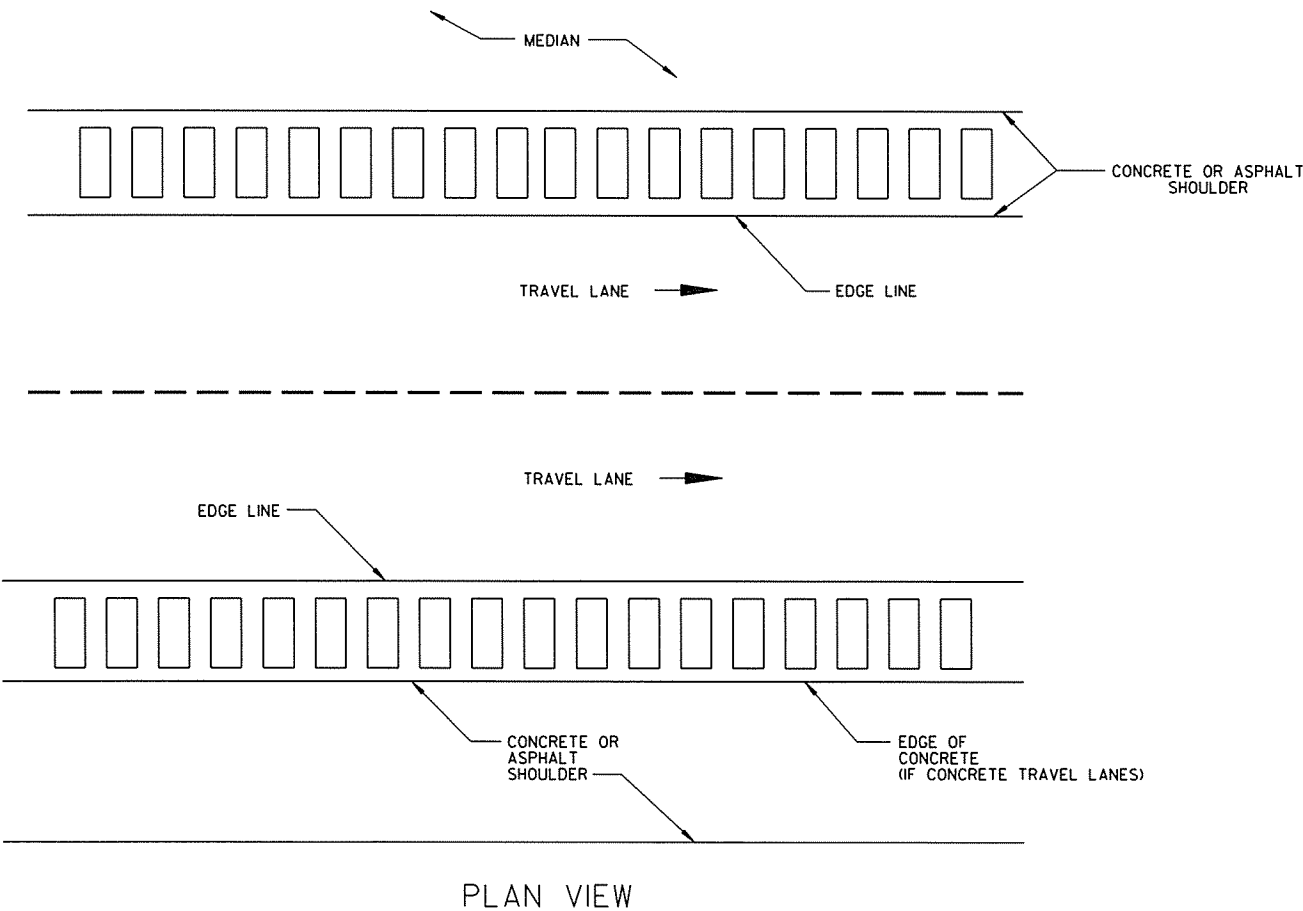 MEDIAN
CONCRETE OR ASPHALT
SHOULDER
TRAVEL LANE
EDGE LINE
TRAVEL LANE
EDGE LINE
CONCRETE OR
ASPHALT
SHOULDER
EDGE OF
CONCRETE
(IF CONCRETE TRAVEL LANES)
PLAN VIEW